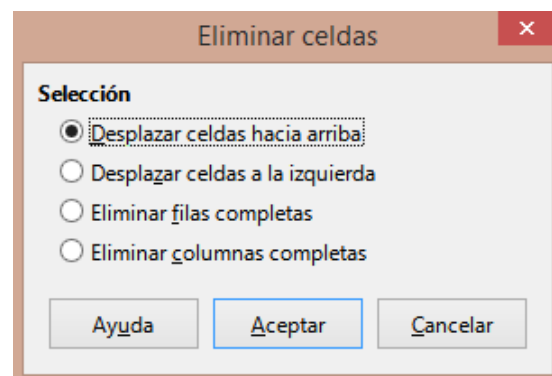 Eliminar celdas
Selección
Desplazar celdas hacia arriba
Desplazar celdas a la izquierda
Eliminar filas completas
Eliminar columnas completas
Ayuda Aceptar Cancelar